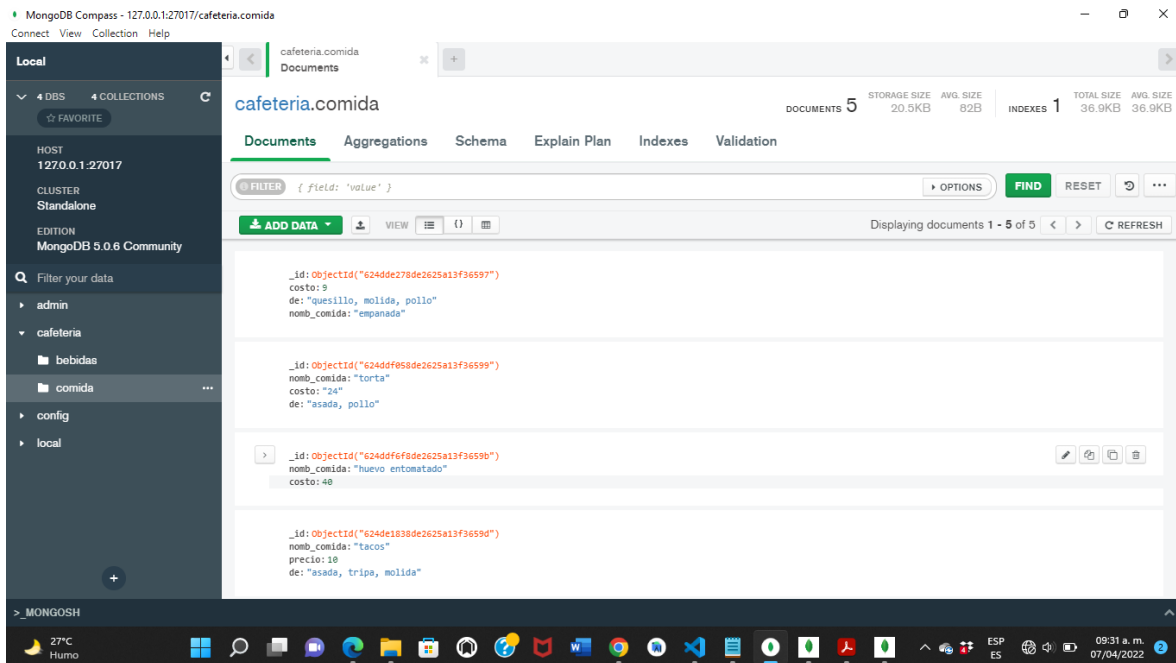 MongoDB Compass - 127.0.0.1:27017/cafeteria.comida
Connect View Collection Help
Local
4 DBS 4 COLLECTIONS
☆ FAVORITE
HOST
127.0.0.1:27017
CLUSTER
Standalone
EDITION
MongoDB 5.0.6 Community
Filter your data
admin
cafeteria
bebidas
comida
config
local
cafeteria.comida
Documents
cafeteria.comida
DOCUMENTS 5 STORAGE SIZE 20.5KB AVG. SIZE 82B INDEXES 1 TOTAL SIZE 36.9KB AVG. SIZE 36.9KB
Documents Aggregations Schema Explain Plan Indexes Validation
FILTER { field: 'value' } OPTIONS FIND RESET
ADD DATA VIEW {} Displaying documents 1 - 5 of 5 REFRESH
_id: ObjectId("624dde278de2625a13f36597")
costo: 9
de: "quesillo, molida, pollo"
nomb_comida: "empanada"
_id: ObjectId("624ddf058de2625a13f36599")
nomb_comida: "torta"
costo: "24"
de: "asada, pollo"
_id: ObjectId("624ddf6f8de2625a13f3659b")
nomb_comida: "huevo entomatado"
costo: 40
_id: ObjectId("624de1838de2625a13f3659d")
nomb_comida: "tacos"
precio: 10
de: "asada, tripa, molida"
>_MONGOSH
27°C
Humo
ESP
ES
09:31 a. m.
07/04/2022
2